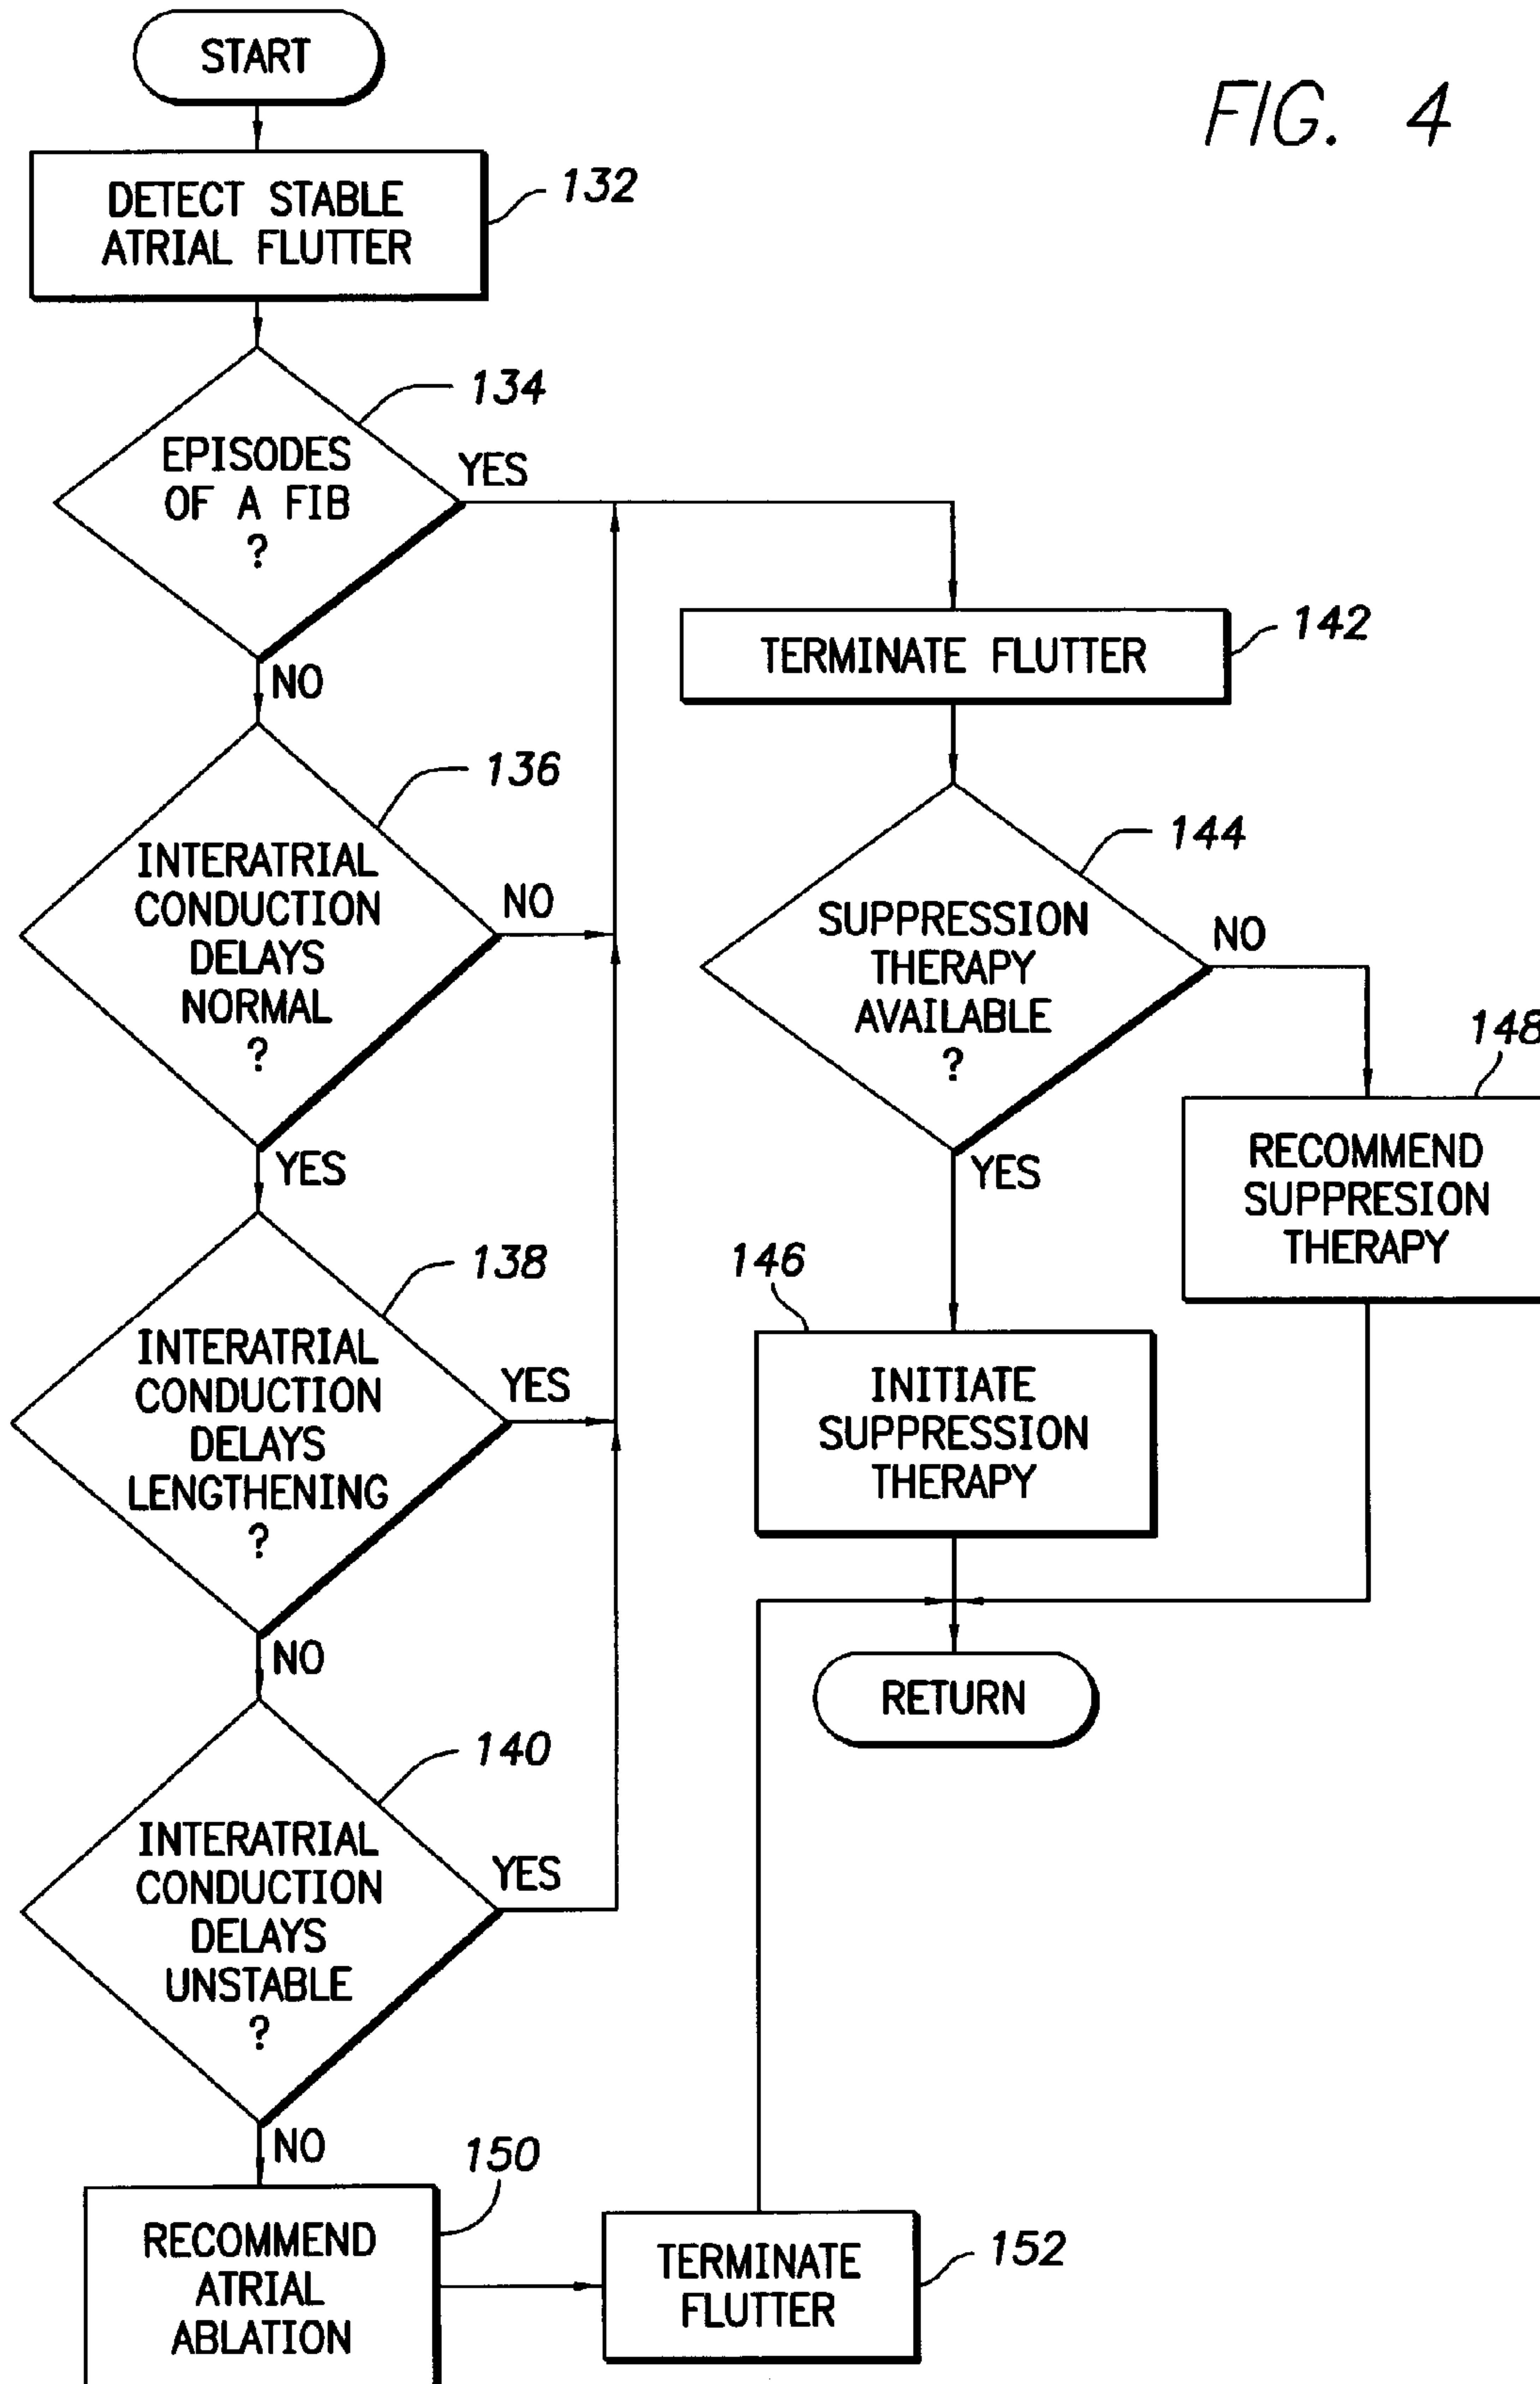 START
FIG. 4
DETECT STABLE
ATRIAL FLUTTER
132
EPISODES
OF A FIB
?
134
YES
NO
TERMINATE FLUTTER
142
INTERATRIAL
CONDUCTION
DELAYS
NORMAL
?
136
NO
YES
SUPPRESSION
THERAPY
AVAILABLE
?
144
NO
YES
148
RECOMMEND
SUPPRESION
THERAPY
INTERATRIAL
CONDUCTION
DELAYS
LENGTHENING
?
138
YES
NO
146
INITIATE
SUPPRESSION
THERAPY
RETURN
INTERATRIAL
CONDUCTION
DELAYS
UNSTABLE
?
140
YES
NO
150
RECOMMEND
ATRIAL
ABLATION
TERMINATE
FLUTTER
152